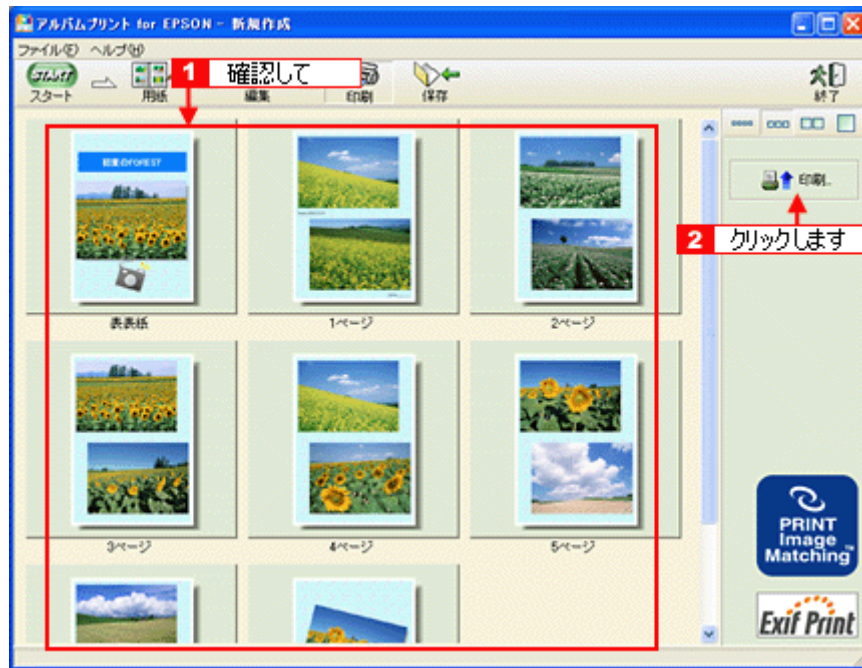 アルバムプリント for EPSON - 新規作成
ファイル(F) ヘルプ(H)
スタート
用紙
編集
印刷
保存
終了
1 確認して
印刷...
2 クリックします
表表紙
1ページ
2ページ
3ページ
4ページ
5ページ
PRINT
Image
Matching™
Exif Print